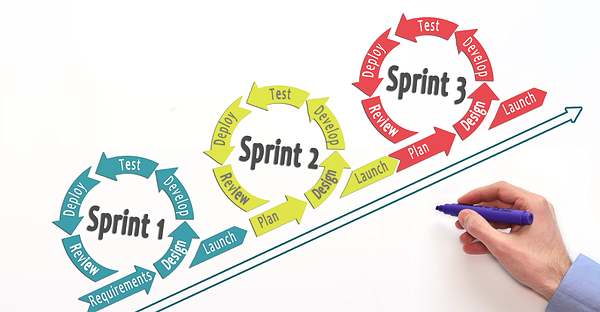 Sprint 1
Requirements
Design
Develop
Test
Deploy
Review
Launch
Sprint 2
Plan
Design
Develop
Test
Deploy
Review
Launch
Sprint 3
Plan
Design
Develop
Test
Deploy
Review
Launch